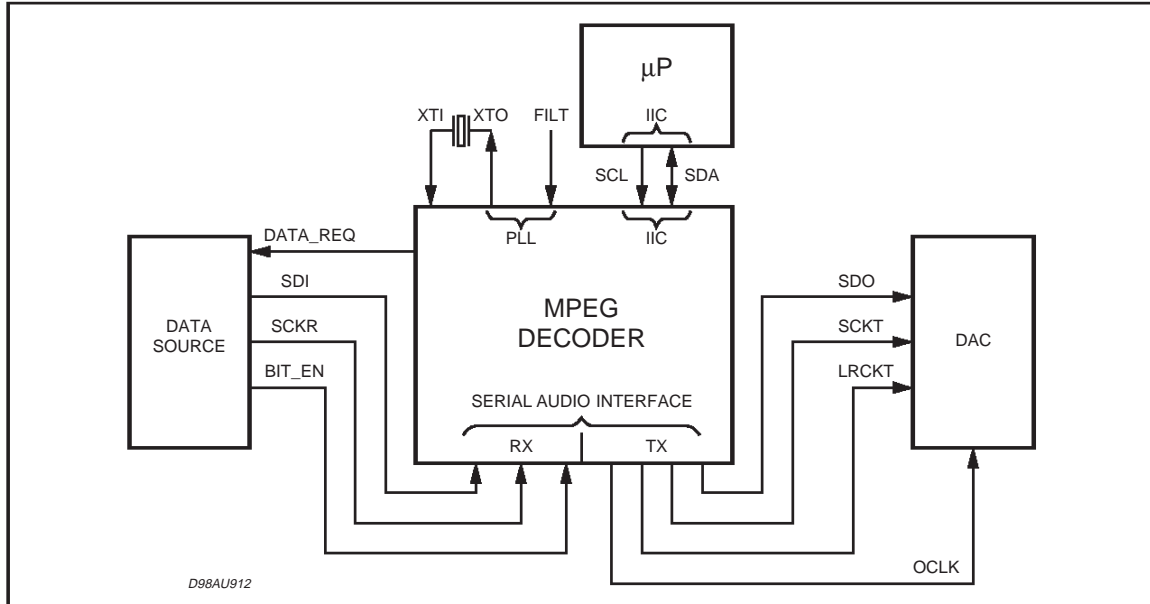 μP
IIC
XTI
XTO
FILT
SCL
SDA
PLL
IIC
DATA_REQ
SDI
SCKR
BIT_EN
DATA
SOURCE
MPEG
DECODER
SDO
SCKT
LRCKT
DAC
SERIAL AUDIO INTERFACE
RX
TX
OCLK
D98AU912